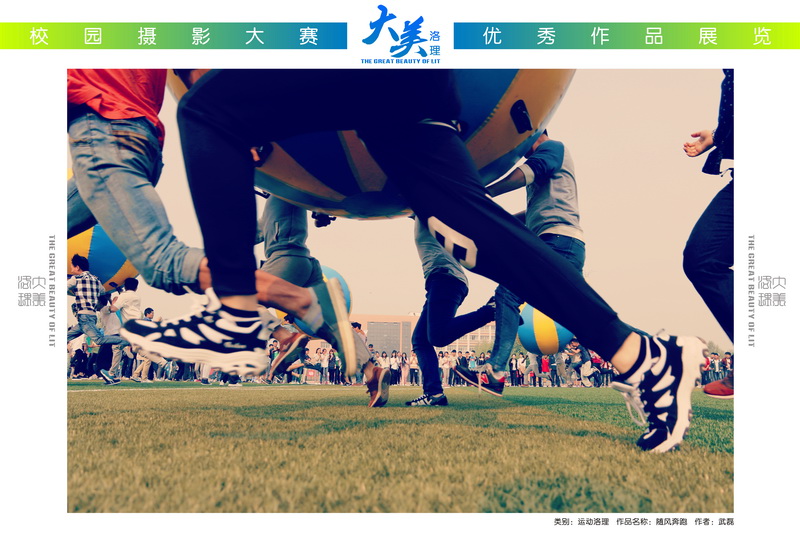 校园摄影大赛
大美洛理
THE GREAT BEAUTY OF LIT
优秀作品展览
THE GREAT BEAUTY OF LIT
大美洛理
THE GREAT BEAUTY OF LIT
大美洛理
类别：运动洛理 作品名称：随风奔跑 作者：武磊